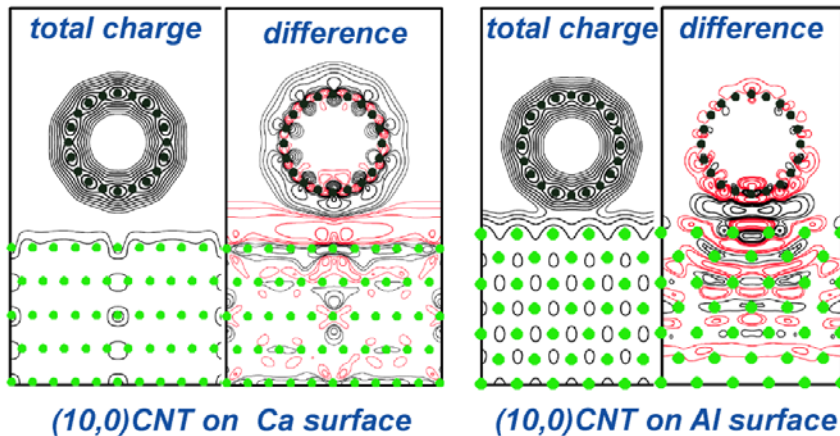 total charge
difference
total charge
difference
(10,0)CNT on Ca surface
(10,0)CNT on Al surface